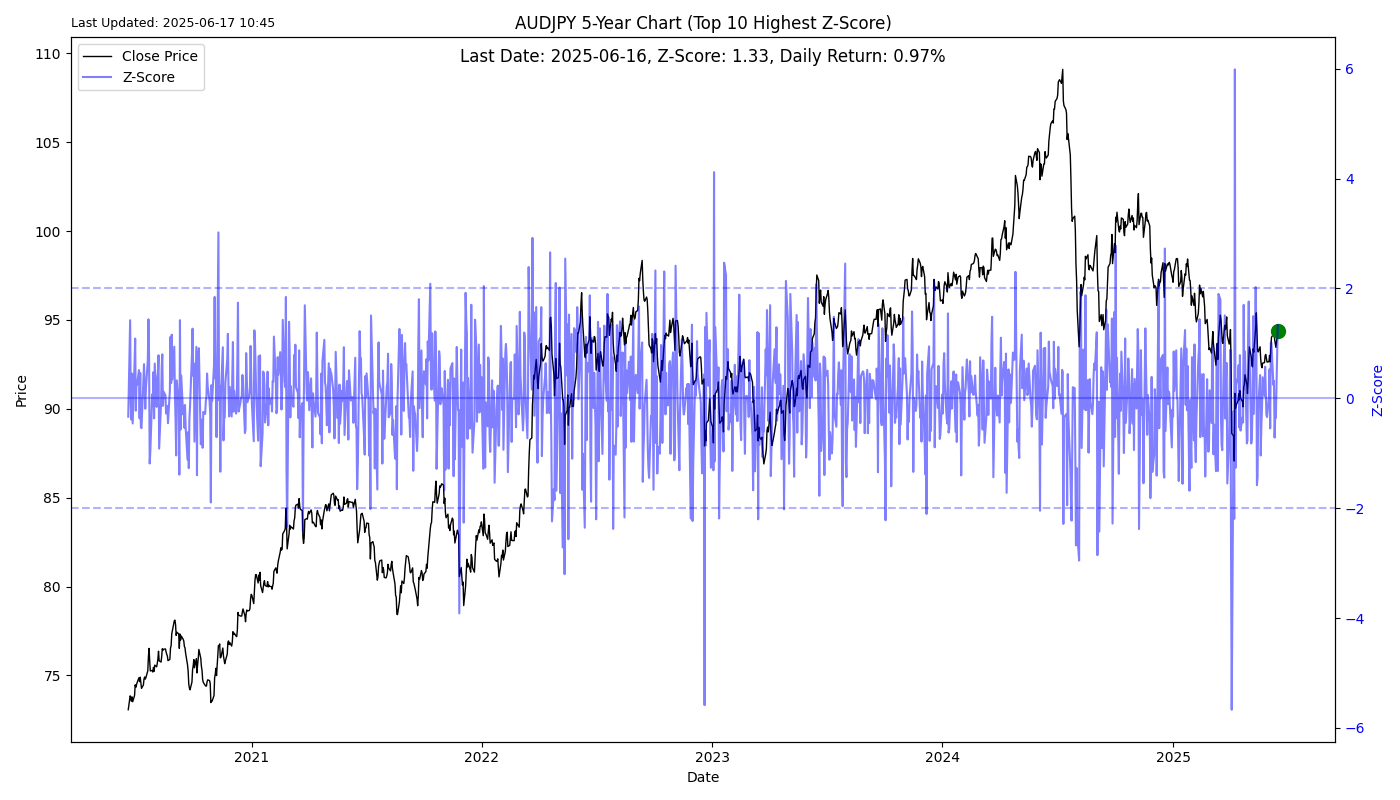 Last Updated: 2025-06-17 10:45
AUDJPY 5-Year Chart (Top 10 Highest Z-Score)
Last Date: 2025-06-16, Z-Score: 1.33, Daily Return: 0.97%
Close Price
Z-Score
110
105
100
95
90
85
80
75
Price
6
4
2
0
−2
−4
−6
Z-Score
2021
2022
2023
2024
2025
Date